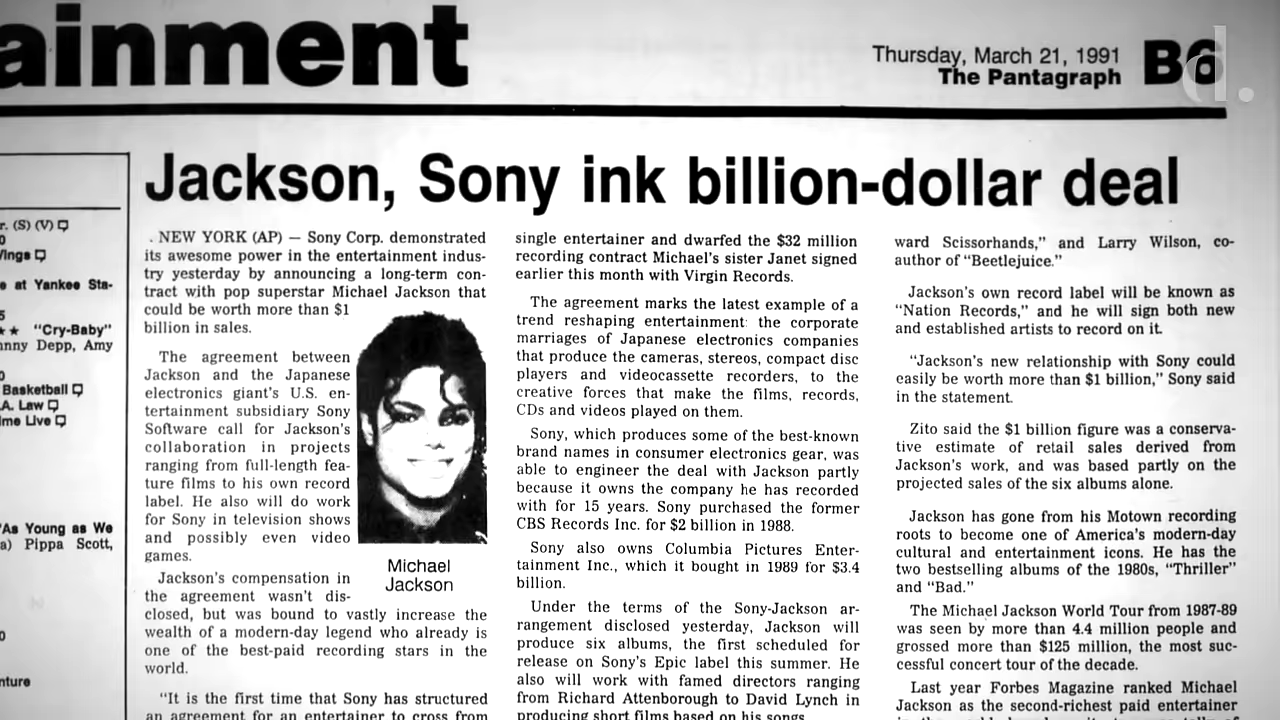 ainment
Thursday, March 21, 1991
The Pantagraph
B6
d.
r. (S) (V)
0
e at Yankee Sta-
5
★★ "Cry-Baby"
nny Depp, Amy
0
Basketball
.A. Law
me Live
"As Young as We
a) Pippa Scott,
0
nture
Jackson, Sony ink billion-dollar deal
. NEW YORK (AP) — Sony Corp. demonstrated
its awesome power in the entertainment indus-
try yesterday by announcing a long-term con-
tract with pop superstar Michael Jackson that
could be worth more than $1
billion in sales.
The agreement between
Jackson and the Japanese
electronics giant's U.S. en-
tertainment subsidiary Sony
Software call for Jackson's
collaboration in projects
ranging from full-length fea-
ture films to his own record
label. He also will do work
for Sony in television shows
and possibly even video
games.
Michael
Jackson
Jackson's compensation in
the agreement wasn't dis-
closed, but was bound to vastly increase the
wealth of a modern-day legend who already is
one of the best-paid recording stars in the
world.
"It is the first time that Sony has structured
an agreement for an entertainer to cross from
single entertainer and dwarfed the $32 million
recording contract Michael's sister Janet signed
earlier this month with Virgin Records.
The agreement marks the latest example of a
trend reshaping entertainment: the corporate
marriages of Japanese electronics companies
that produce the cameras, stereos, compact disc
players and videocassette recorders, to the
creative forces that make the films, records,
CDs and videos played on them.
Sony, which produces some of the best-known
brand names in consumer electronics gear, was
able to engineer the deal with Jackson partly
because it owns the company he has recorded
with for 15 years. Sony purchased the former
CBS Records Inc. for $2 billion in 1988.
Sony also owns Columbia Pictures Enter-
tainment Inc., which it bought in 1989 for $3.4
billion.
Under the terms of the Sony-Jackson ar-
rangement disclosed yesterday, Jackson will
produce six albums, the first scheduled for
release on Sony's Epic label this summer. He
also will work with famed directors ranging
from Richard Attenborough to David Lynch in
producing short films based on his songs
ward Scissorhands," and Larry Wilson, co-
author of "Beetlejuice."
Jackson's own record label will be known as
"Nation Records," and he will sign both new
and established artists to record on it.
"Jackson's new relationship with Sony could
easily be worth more than $1 billion," Sony said
in the statement.
Zito said the $1 billion figure was a conserva-
tive estimate of retail sales derived from
Jackson's work, and was based partly on the
projected sales of the six albums alone.
Jackson has gone from his Motown recording
roots to become one of America's modern-day
cultural and entertainment icons. He has the
two bestselling albums of the 1980s, "Thriller"
and "Bad."
The Michael Jackson World Tour from 1987-89
was seen by more than 4.4 million people and
grossed more than $125 million, the most suc-
cessful concert tour of the decade.
Last year Forbes Magazine ranked Michael
Jackson as the second-richest paid entertainer